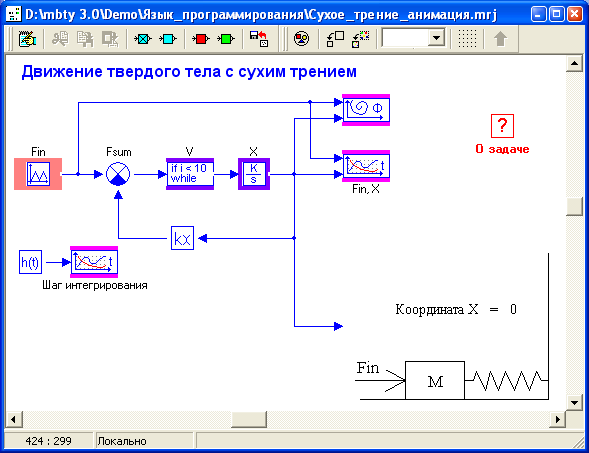 D:\mbty 3.0\Demo\Язык_программирования\Сухое_трение_анимация.mrj
Движение твердого тела с сухим трением
Ф
?
О задаче
Fin
Fsum
V
X
if i < 10
while
K
s
t
Fin, X
kx
h(t)
t
Шаг интегрирования
Координата X = 0
Fin
M
424 : 299
Локально